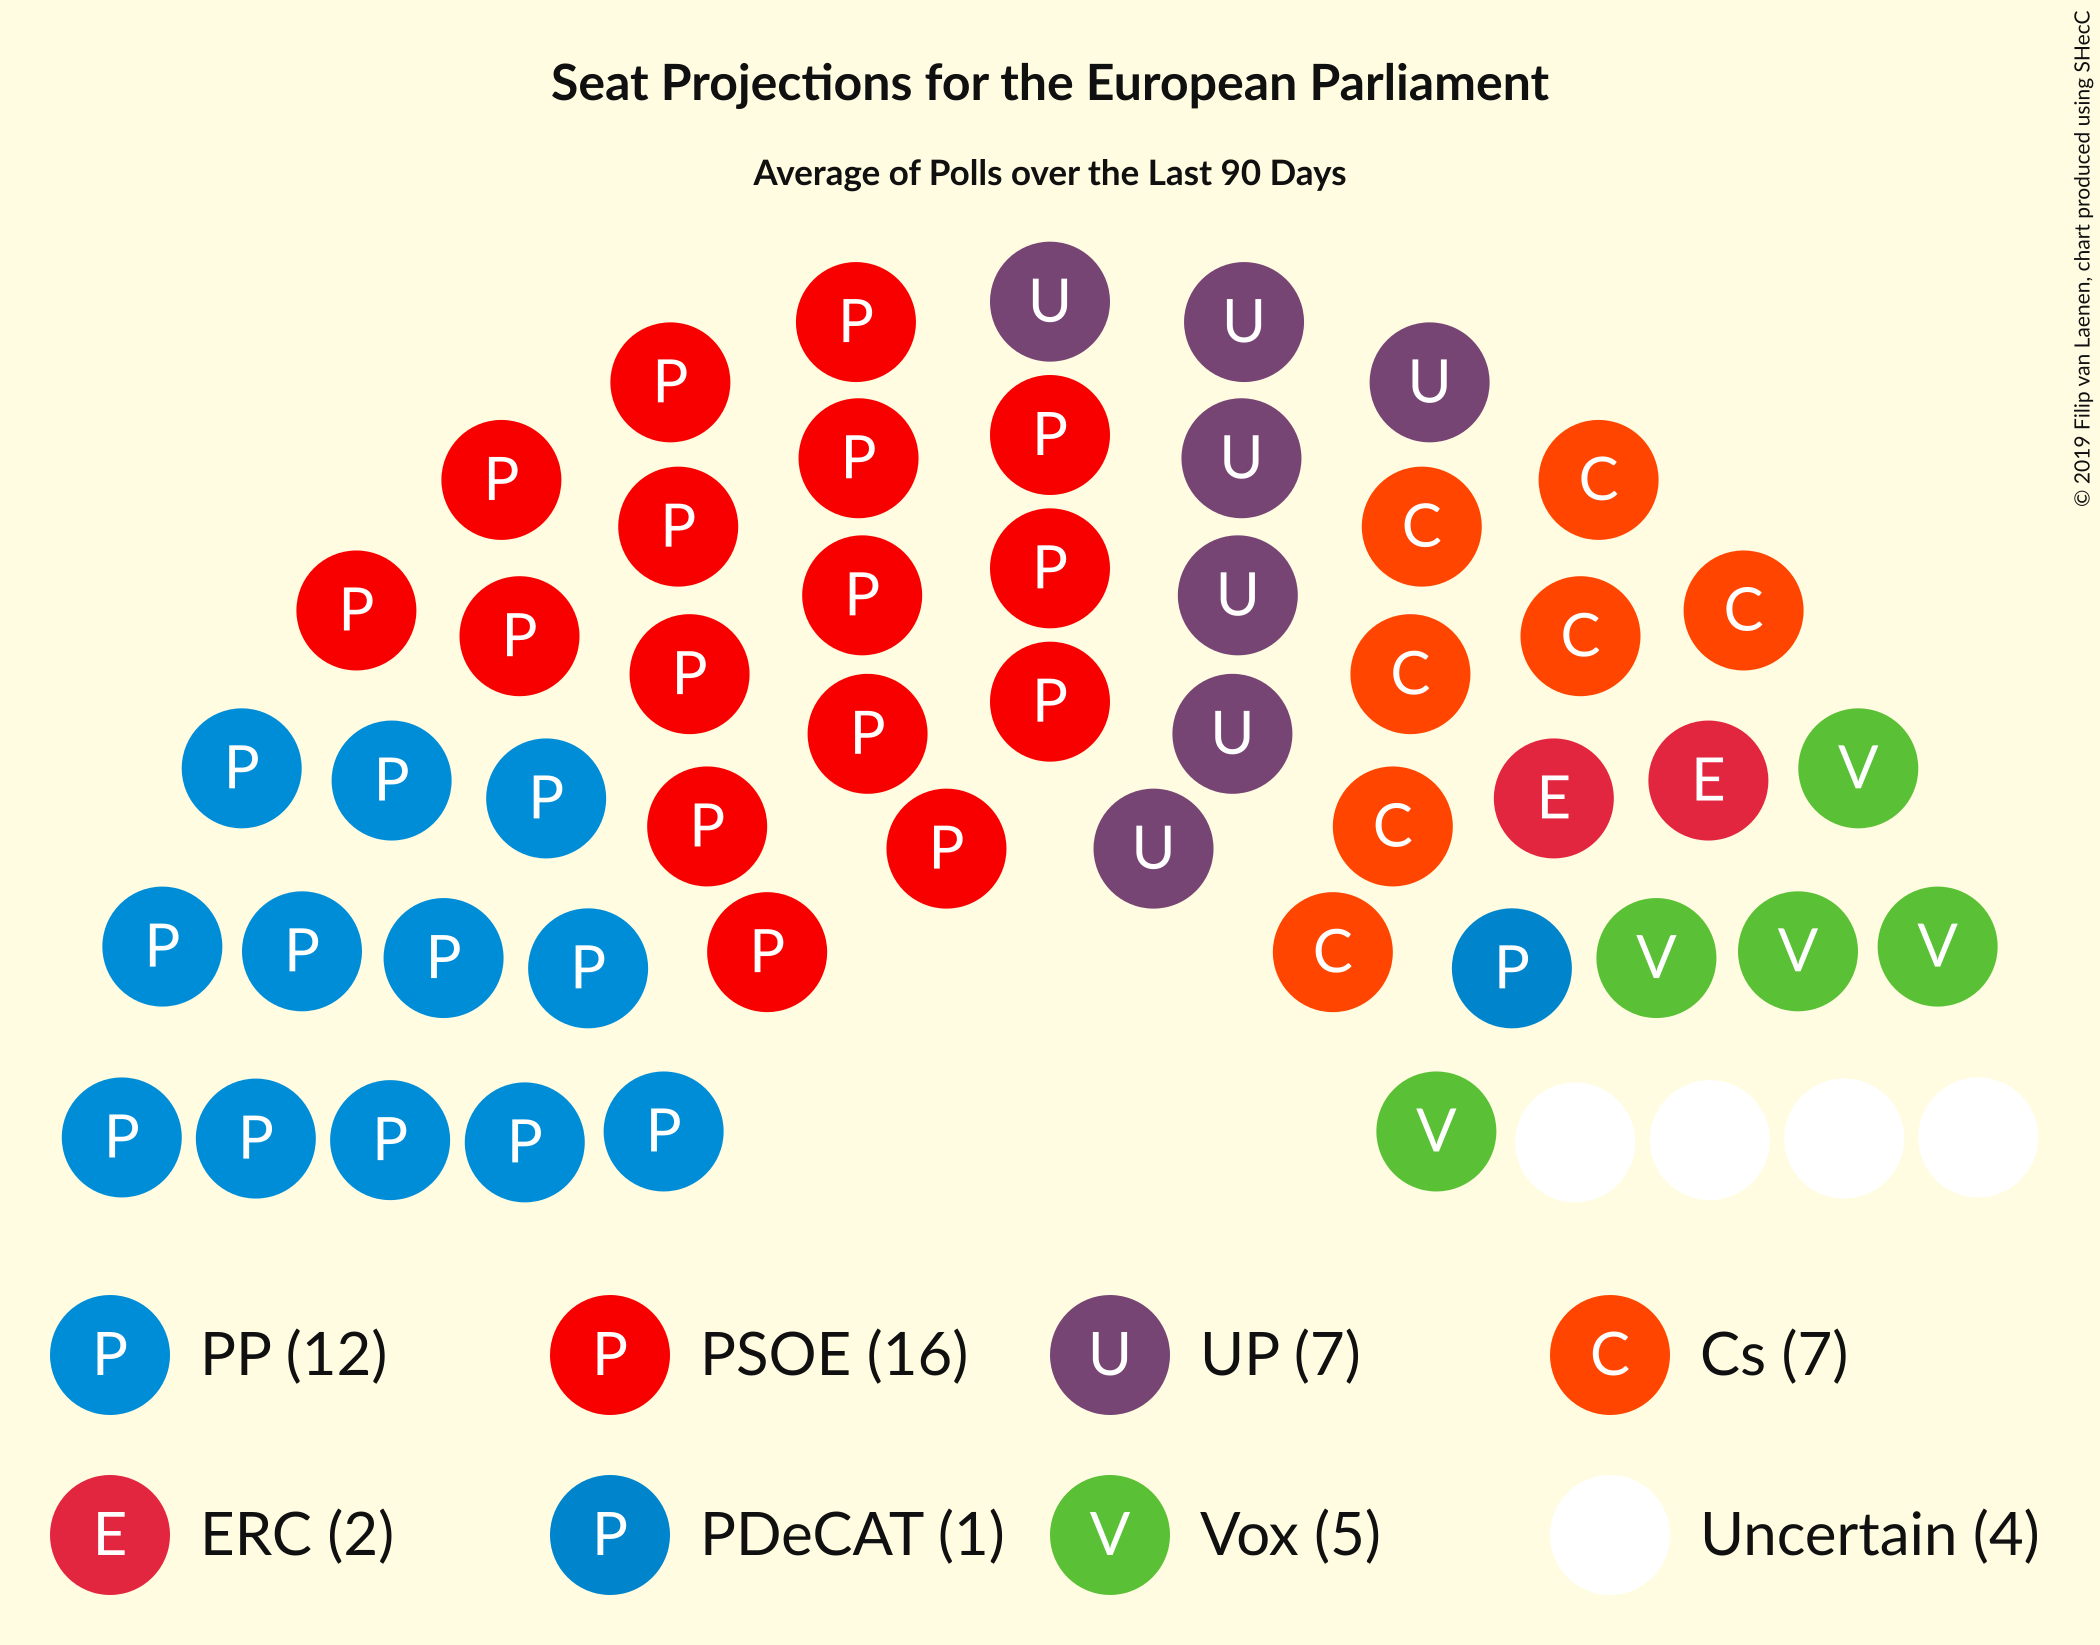 Seat Projections for the European Parliament
Average of Polls over the Last 90 Days
© 2019 Filip van Laenen, chart produced using SHecC
U
P U
P U
P
P P
P C
P C
P U
P
P U
C
P C
P C
P
P C
P
P U
V
P E
P E
P C
P U
P V
P V
P C
P V
P P
P
P P
P V
P PP (12) P PSOE (16) U UP (7) C Cs (7)
E ERC (2) P PDeCAT (1) V Vox (5) Uncertain (4)